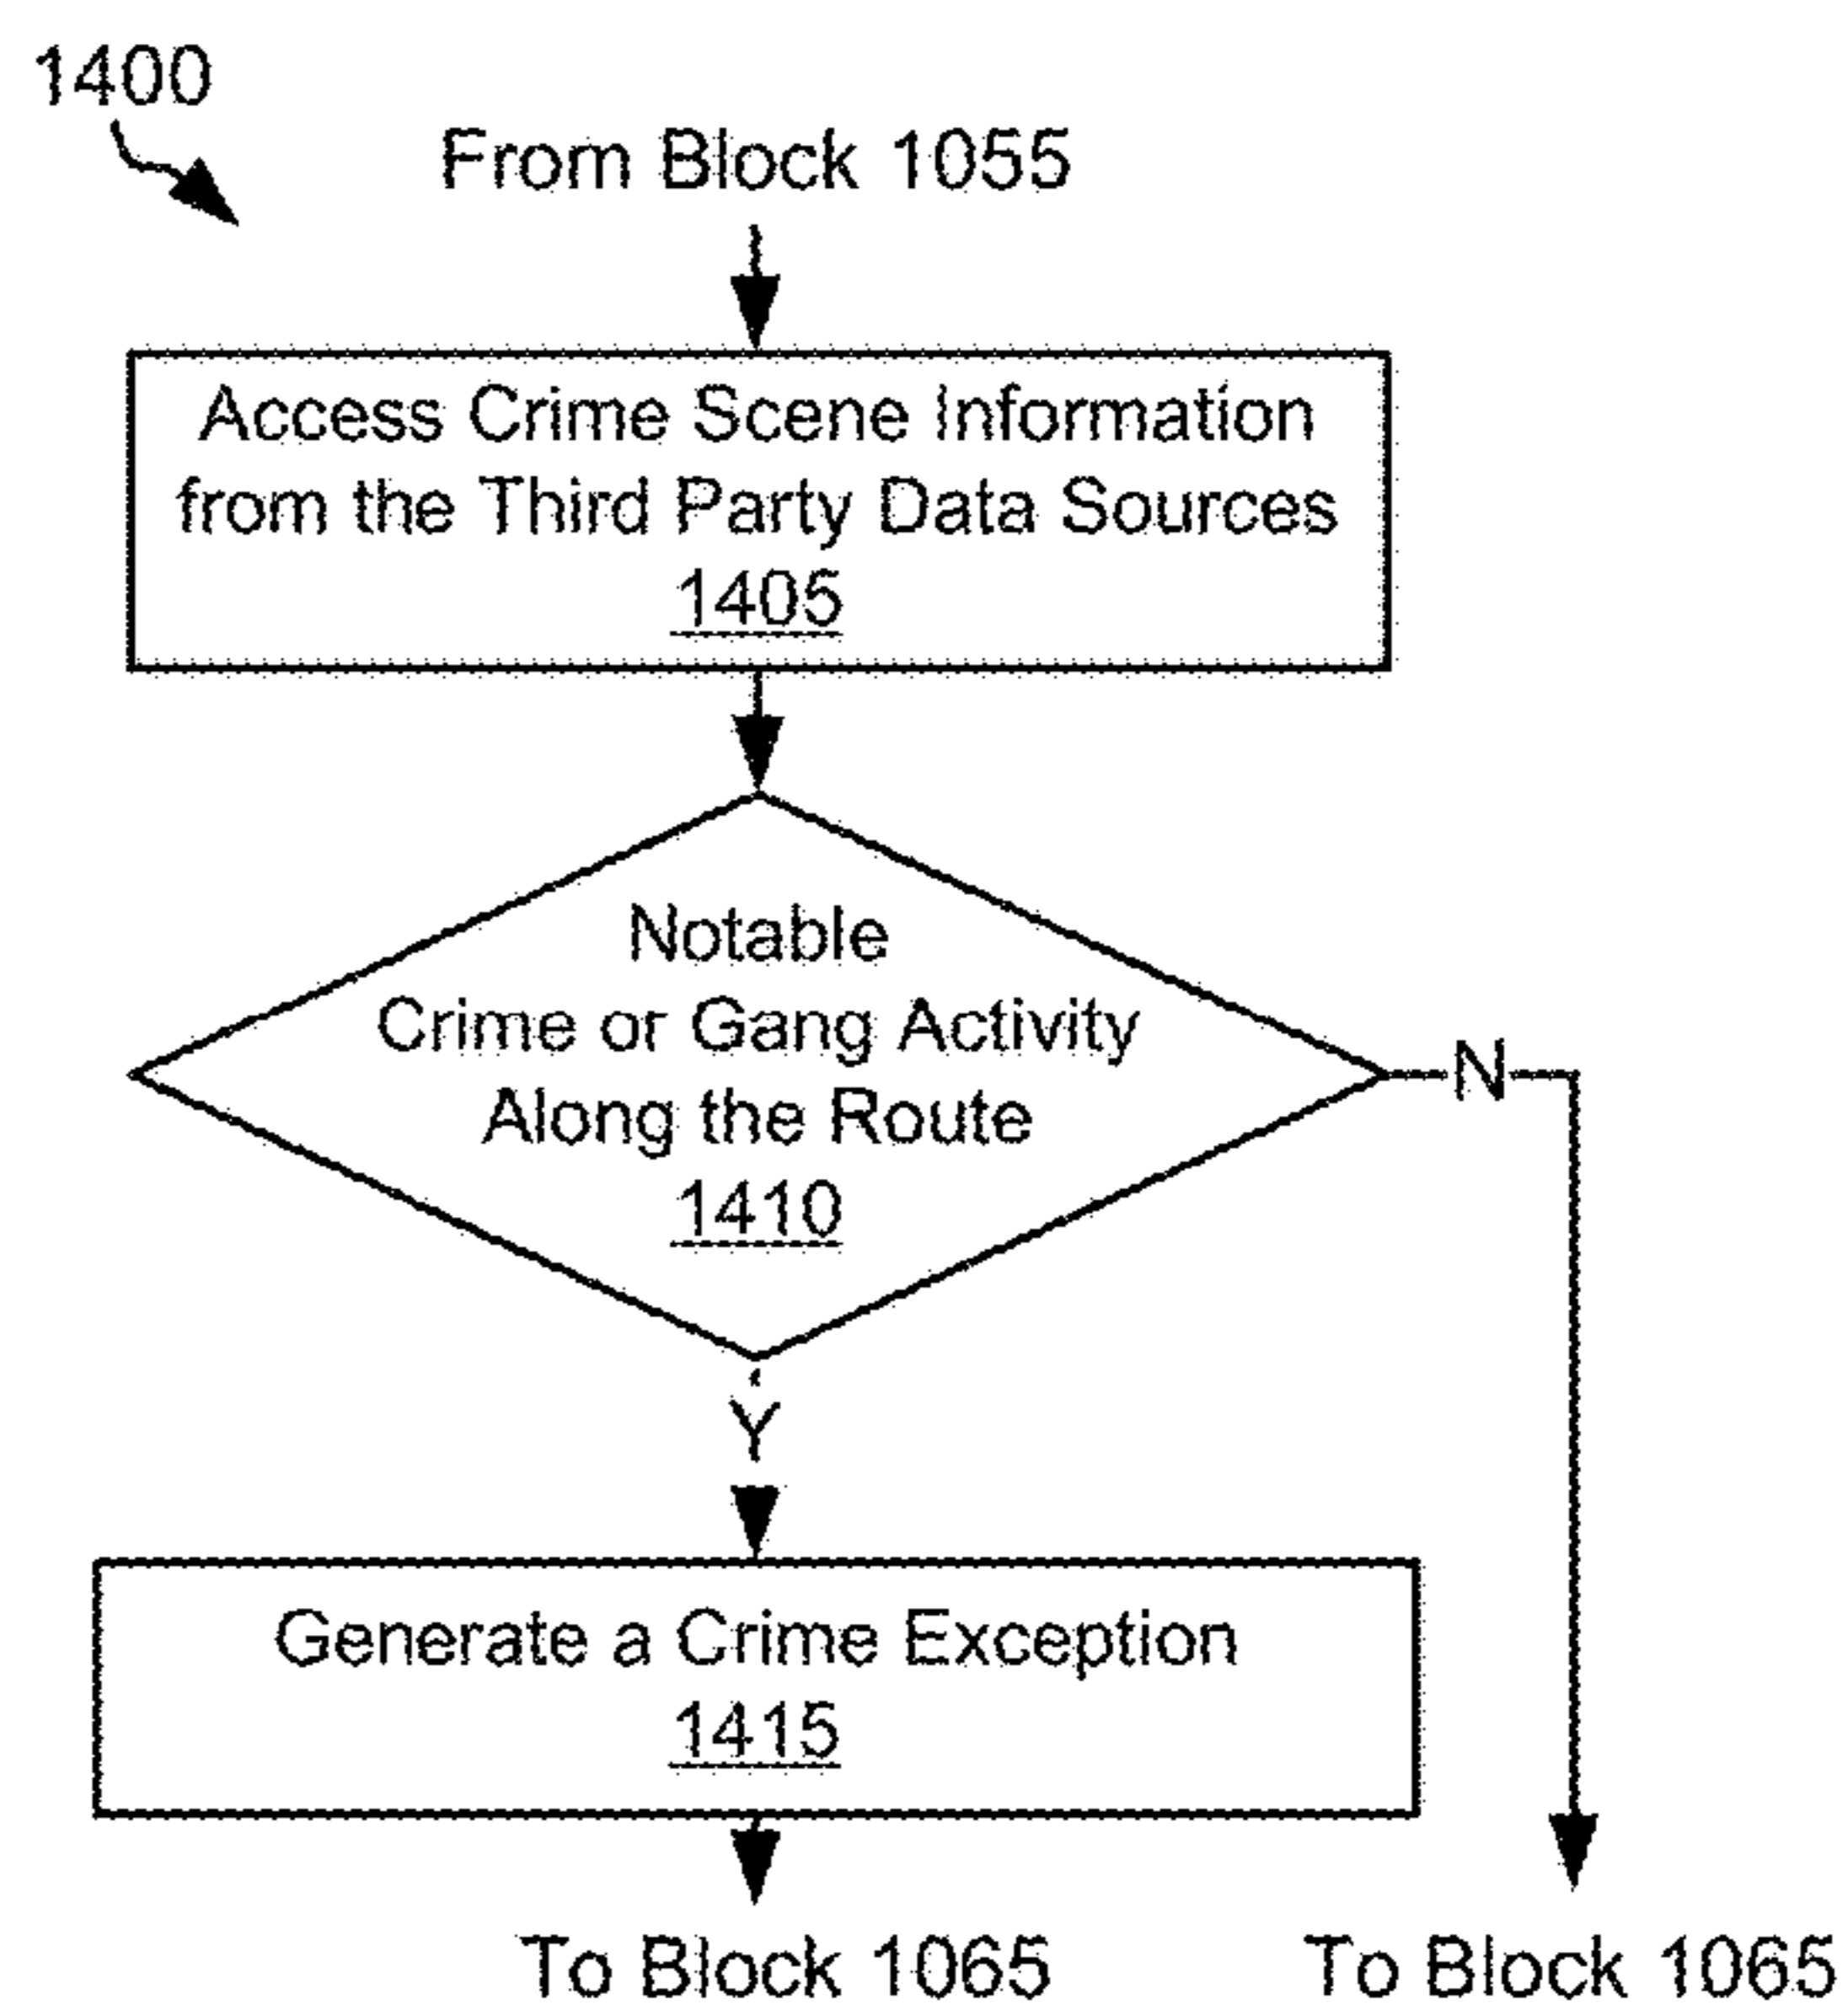 1400
From Block 1055
Access Crime Scene Information
from the Third Party Data Sources
1405
Notable
Crime or Gang Activity
Along the Route
1410
N
Y
Generate a Crime Exception
1415
To Block 1065
To Block 1065